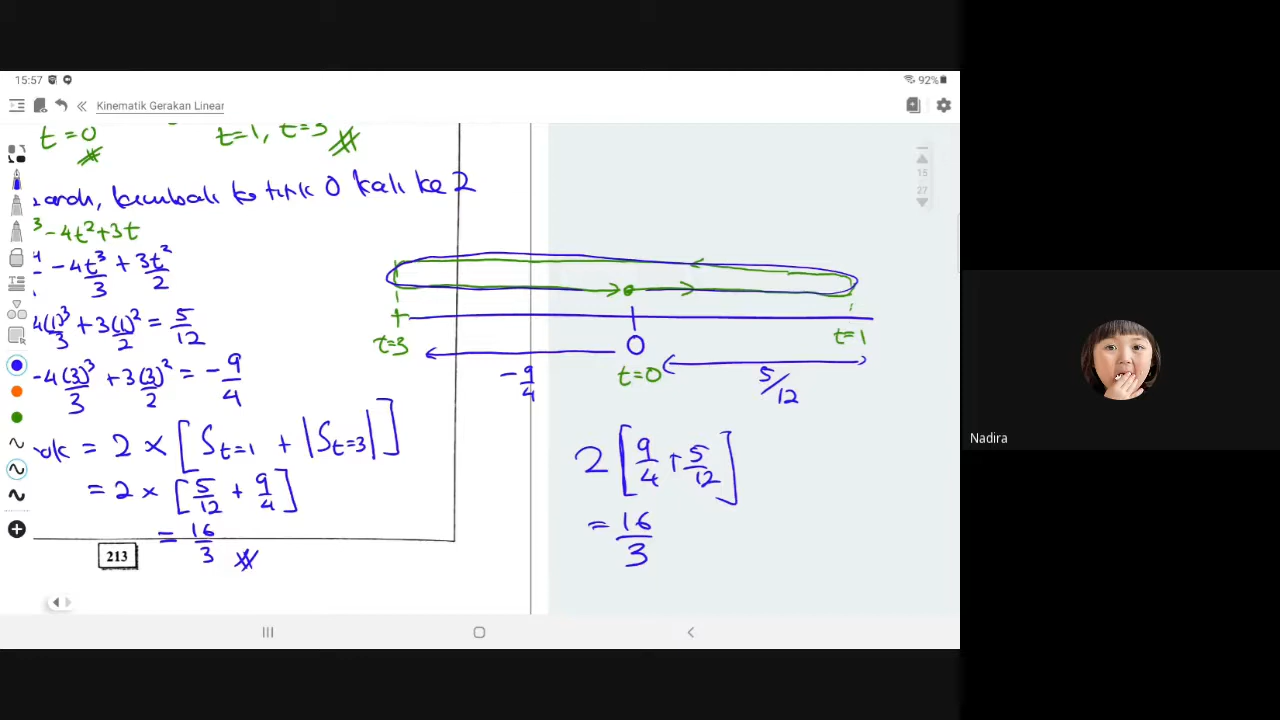 15:57
92%
Kinematik Gerakan Linear
t = 0
t=1, t=3
arah, kembali ke titik 0 kali ke 2
3 - 4t² + 3t
- 4t³/3 + 3t²/2
4(1)³/3 + 3(1)²/2 = 5/12
-4(3)³/3 + 3(3)²/2 = -9/4
= 2 × [S t=1 + |S t=3|]
= 2 × [5/12 + 9/4]
= 16/3
213
15
27
t=3
0
t=1
-9/4
t=0
5/12
2 [9/4 + 5/12]
= 16/3
Nadira